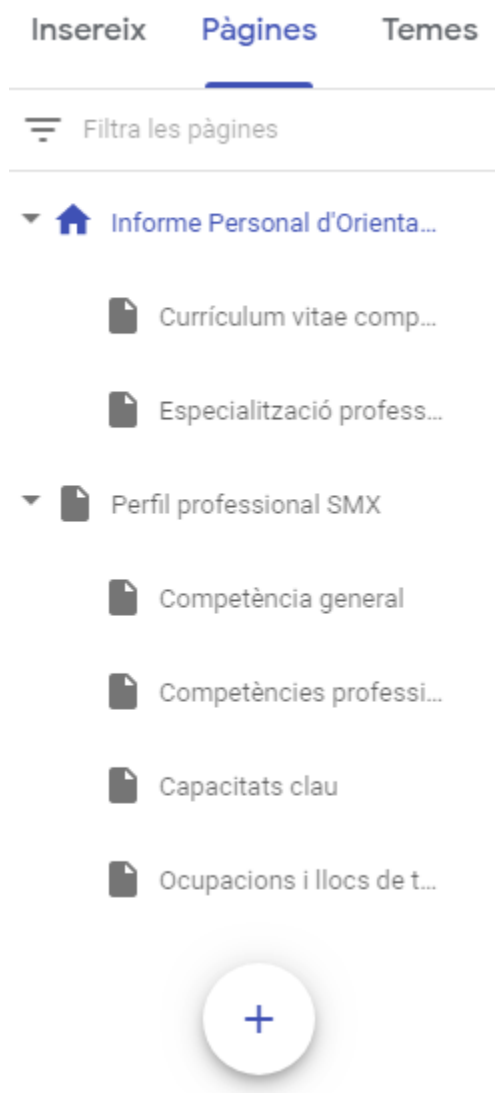 Insereix Pàgines Temes
Filtra les pàgines
Informe Personal d'Orienta...
Currículum vitae comp...
Especialització profess...
Perfil professional SMX
Competència general
Competències professi...
Capacitats clau
Ocupacions i llocs de t...